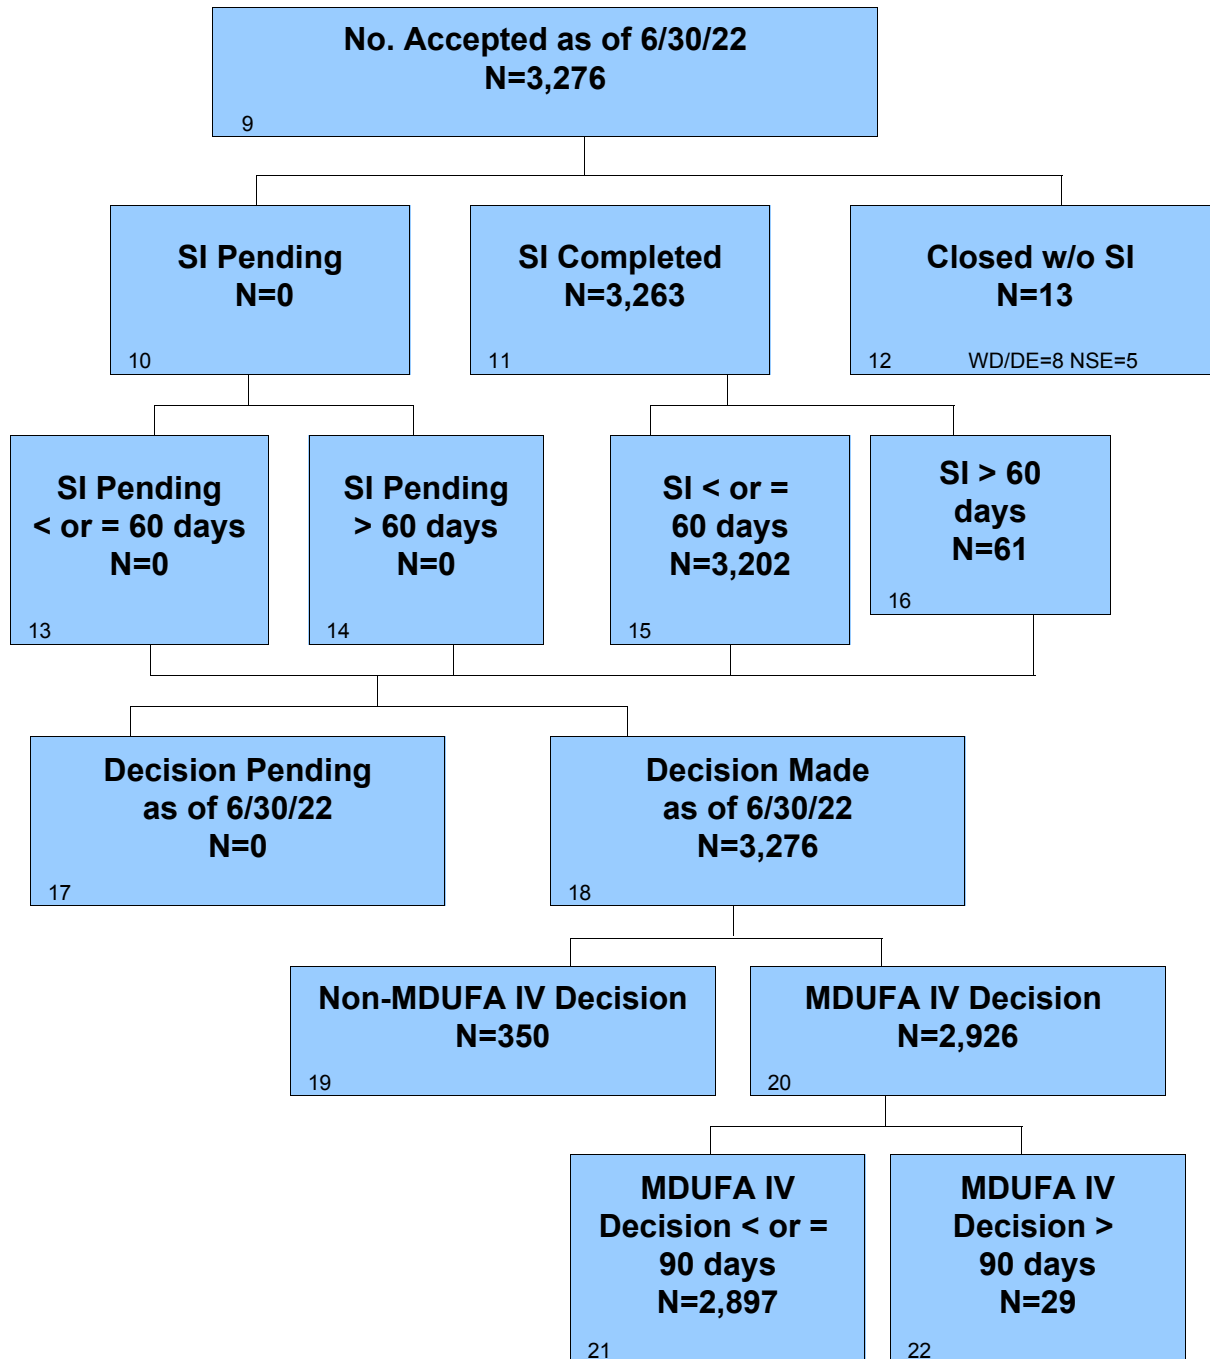 No. Accepted as of 6/30/22
N=3,276
9
SI Pending
N=0
10
SI Completed
N=3,263
11
Closed w/o SI
N=13
12 WD/DE=8 NSE=5
SI Pending
< or = 60 days
N=0
13
SI Pending
> 60 days
N=0
14
SI < or =
60 days
N=3,202
15
SI > 60
days
N=61
16
Decision Pending
as of 6/30/22
N=0
17
Decision Made
as of 6/30/22
N=3,276
18
Non-MDUFA IV Decision
N=350
19
MDUFA IV Decision
N=2,926
20
MDUFA IV
Decision < or =
90 days
N=2,897
21
MDUFA IV
Decision >
90 days
N=29
22